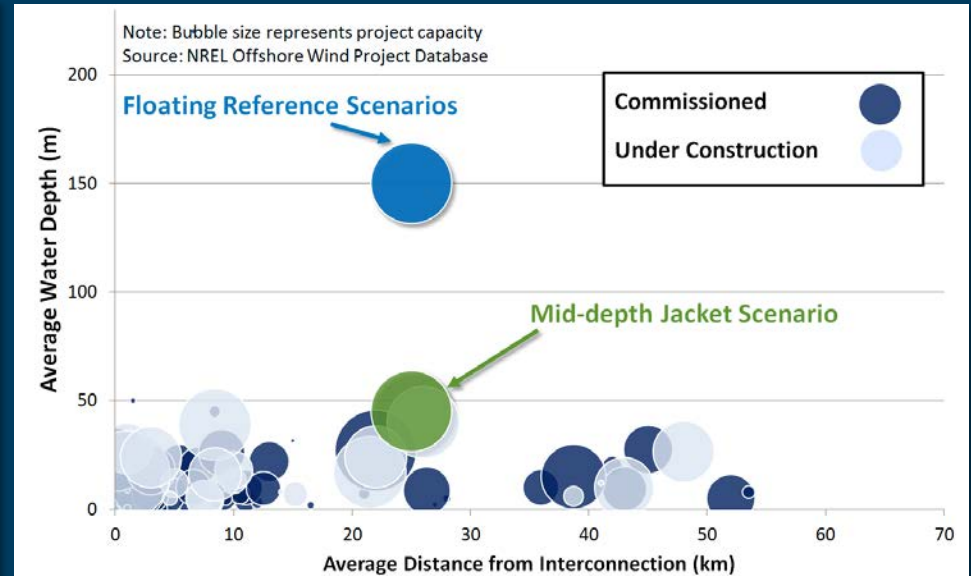 Note: Bubble size represents project capacity
Source: NREL Offshore Wind Project Database
200
Floating Reference Scenarios
Commissioned
Under Construction
150
Average Water Depth (m)
100
Mid-depth Jacket Scenario
50
0
0 10 20 30 40 50 60 70
Average Distance from Interconnection (km)